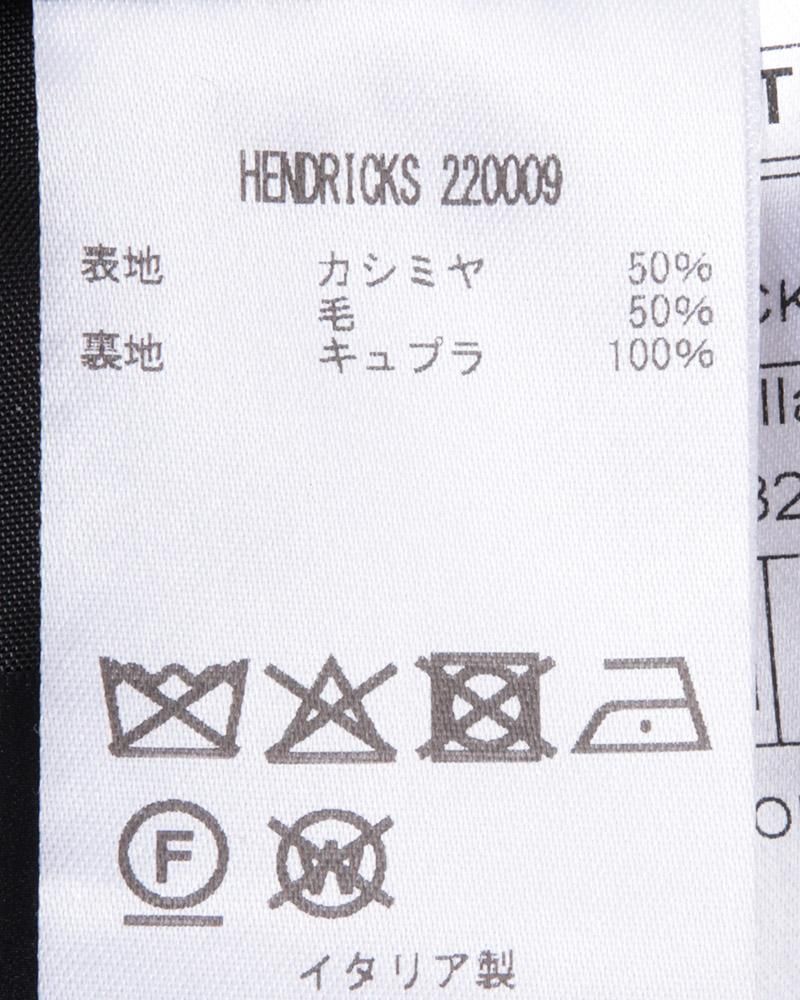 HENDRICKS 220009
表地 カシミヤ 50%
毛 50%
裏地 キュプラ 100%
F
W
イタリア製